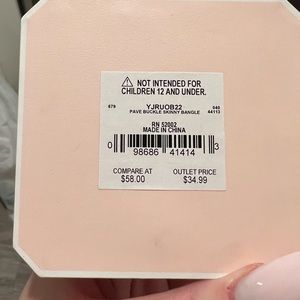 NOT INTENDED FOR
CHILDREN 12 AND UNDER.
679 YJRUOB22 040
PAVE BUCKLE SKINNY BANGLE 44113
RN 52002
MADE IN CHINA
0 98686 41414 3
COMPARE AT OUTLET PRICE
$58.00 $34.99